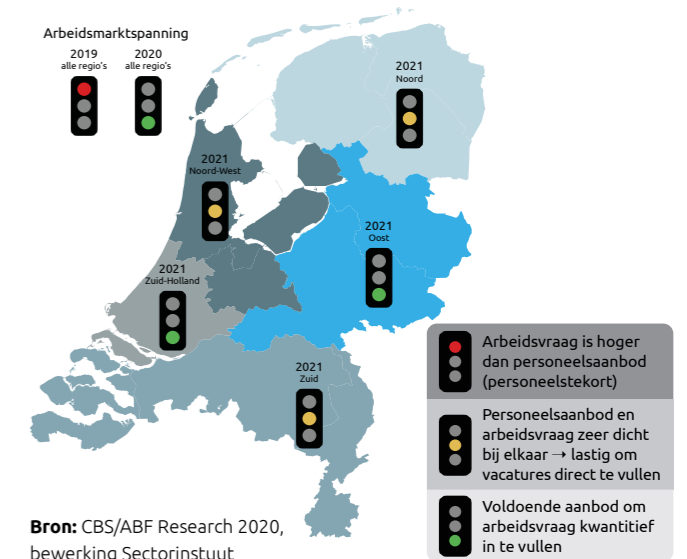 Arbeidsmarktspanning
2019
alle regio's
2020
alle regio's
2021
Noord
2021
Noord-West
2021
Oost
2021
Zuid-Holland
2021
Zuid
Arbeidsvraag is hoger
dan personeelsaanbod
(personeelstekort)
Personeelsaanbod en
arbeidsvraag zeer dicht
bij elkaar → lastig om
vacatures direct te vullen
Voldoende aanbod om
arbeidsvraag kwantitief
in te vullen
Bron: CBS/ABF Research 2020,
bewerking Sectorinstuut